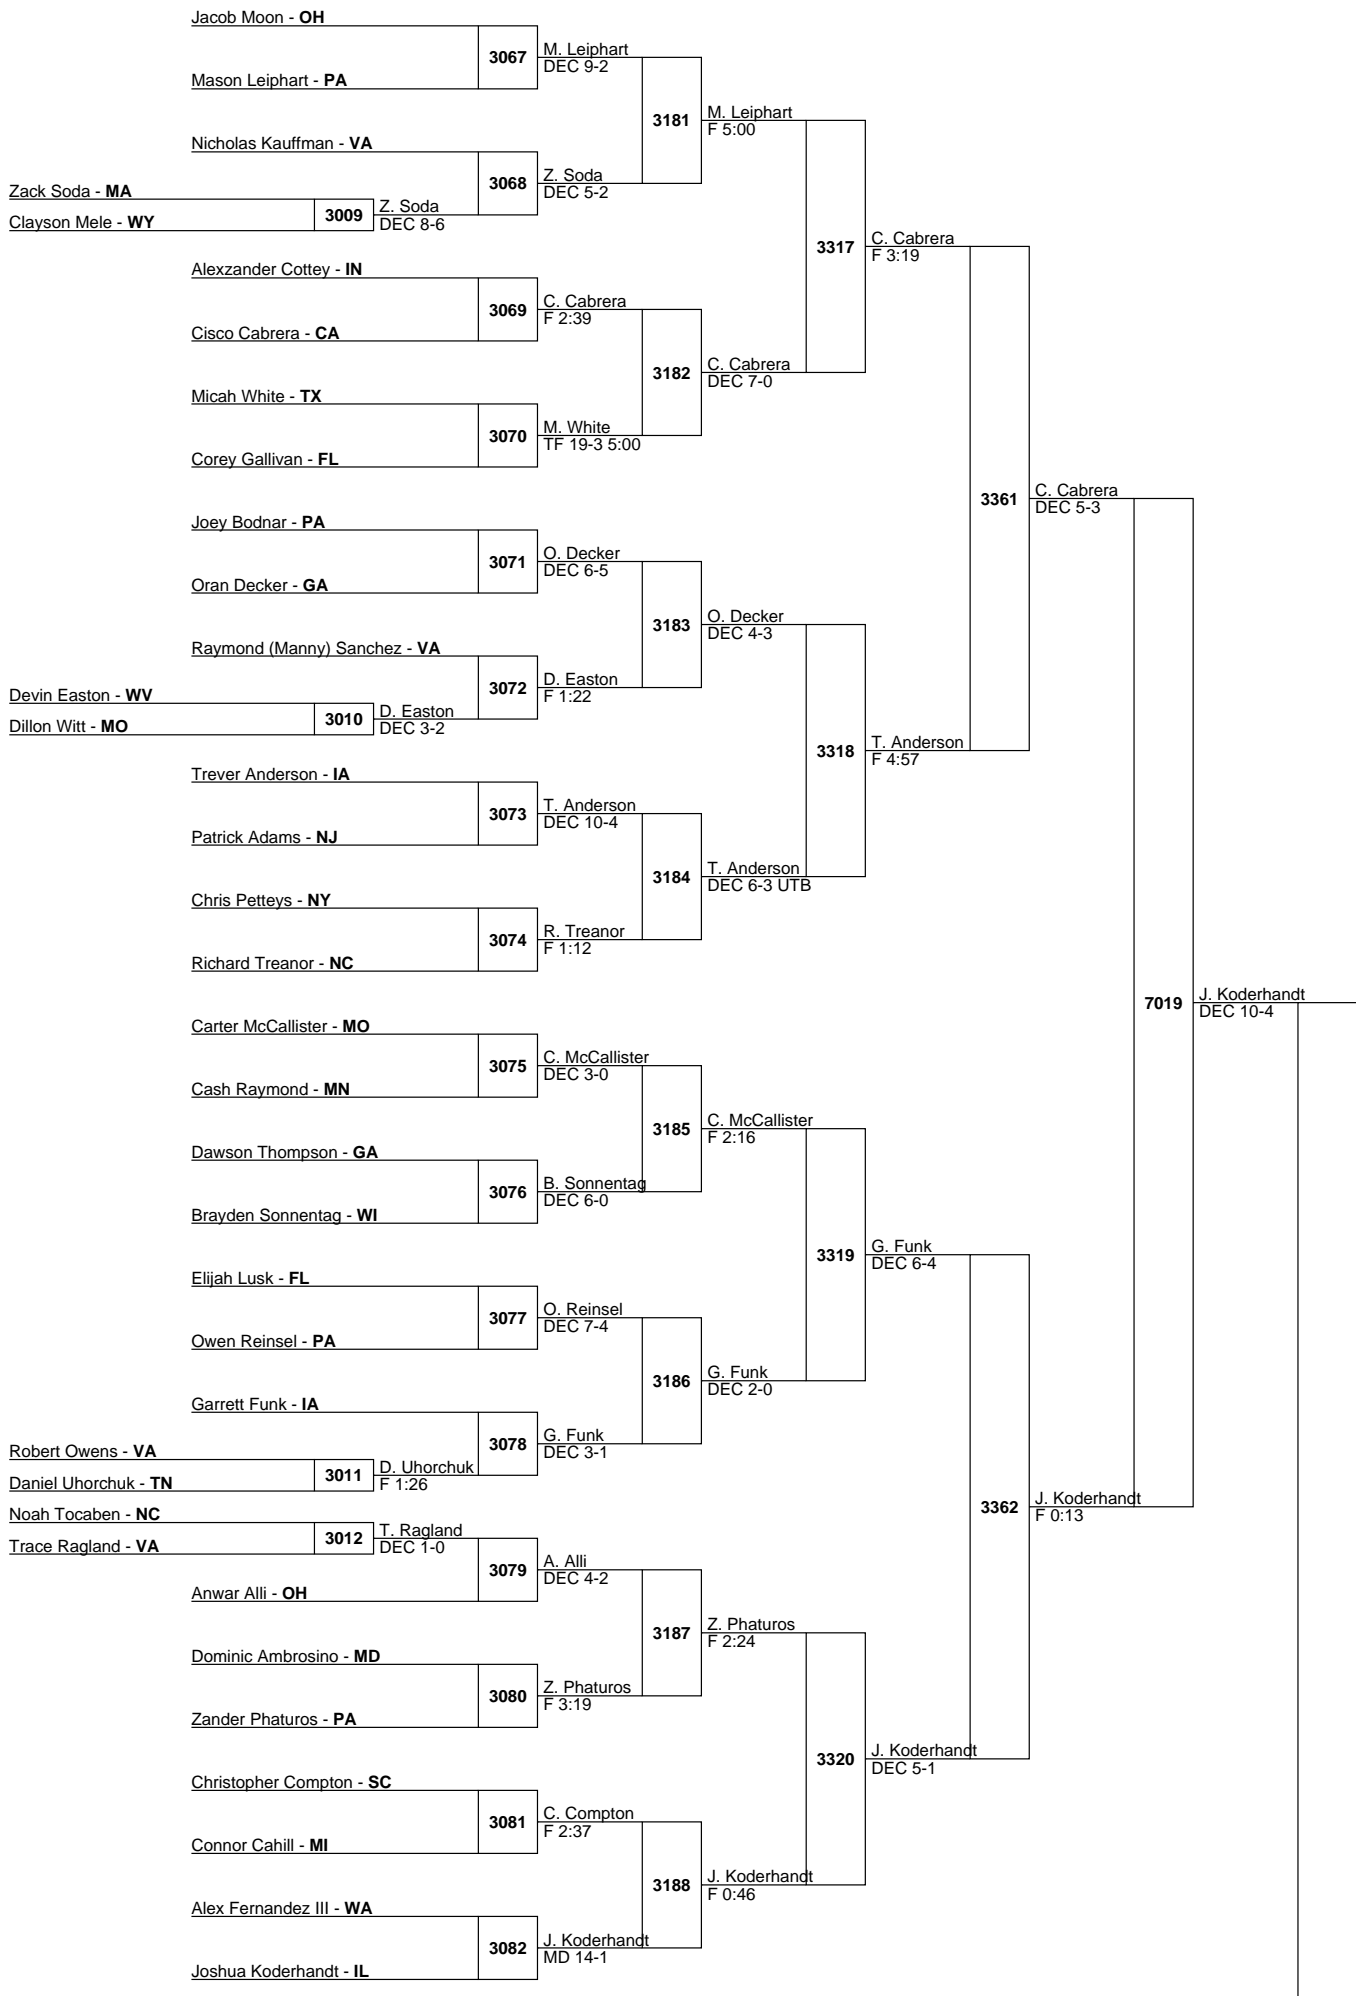 Jacob Moon - OH
3067
M. Leiphart
DEC 9-2
Mason Leiphart - PA
3181
M. Leiphart
F 5:00
Nicholas Kauffman - VA
3068
Z. Soda
DEC 5-2
Zack Soda - MA
3009
Z. Soda
DEC 8-6
Clayson Mele - WY
3317
C. Cabrera
F 3:19
Alexzander Cottey - IN
3069
C. Cabrera
F 2:39
Cisco Cabrera - CA
3182
C. Cabrera
DEC 7-0
Micah White - TX
3070
M. White
TF 19-3 5:00
Corey Gallivan - FL
3361
C. Cabrera
DEC 5-3
Joey Bodnar - PA
3071
O. Decker
DEC 6-5
Oran Decker - GA
3183
O. Decker
DEC 4-3
Raymond (Manny) Sanchez - VA
3072
D. Easton
F 1:22
Devin Easton - WV
3010
D. Easton
DEC 3-2
Dillon Witt - MO
3318
T. Anderson
F 4:57
Trever Anderson - IA
3073
T. Anderson
DEC 10-4
Patrick Adams - NJ
3184
T. Anderson
DEC 6-3 UTB
Chris Petteys - NY
3074
R. Treanor
F 1:12
Richard Treanor - NC
7019
J. Koderhandt
DEC 10-4
Carter McCallister - MO
3075
C. McCallister
DEC 3-0
Cash Raymond - MN
3185
C. McCallister
F 2:16
Dawson Thompson - GA
3076
B. Sonnentag
DEC 6-0
Brayden Sonnentag - WI
3319
G. Funk
DEC 6-4
Elijah Lusk - FL
3077
O. Reinsel
DEC 7-4
Owen Reinsel - PA
3186
G. Funk
DEC 2-0
Garrett Funk - IA
3078
G. Funk
DEC 3-1
Robert Owens - VA
3011
D. Uhorchuk
F 1:26
Daniel Uhorchuk - TN
3362
J. Koderhandt
F 0:13
Noah Tocaben - NC
3012
T. Ragland
DEC 1-0
Trace Ragland - VA
3079
A. Alli
DEC 4-2
Anwar Alli - OH
3187
Z. Phaturos
F 2:24
Dominic Ambrosino - MD
3080
Z. Phaturos
F 3:19
Zander Phaturos - PA
3320
J. Koderhandt
DEC 5-1
Christopher Compton - SC
3081
C. Compton
F 2:37
Connor Cahill - MI
3188
J. Koderhandt
F 0:46
Alex Fernandez III - WA
3082
J. Koderhandt
MD 14-1
Joshua Koderhandt - IL